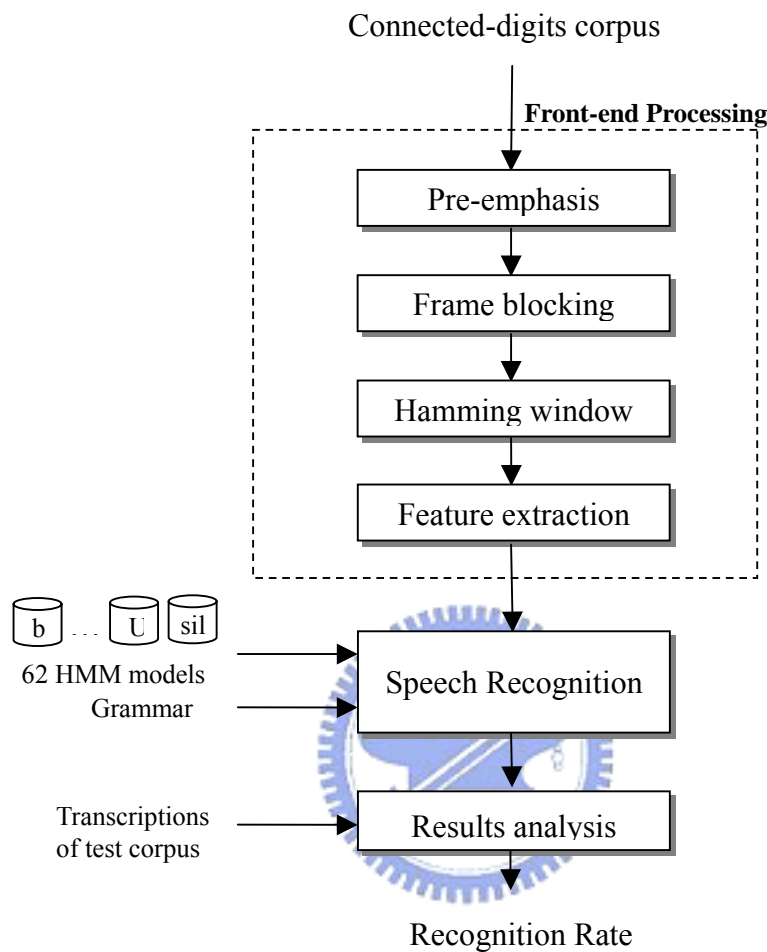 Connected-digits corpus
Front-end Processing
Pre-emphasis
Frame blocking
Hamming window
Feature extraction
b ... U sil
62 HMM models
Grammar
Speech Recognition
Transcriptions
of test corpus
Results analysis
Recognition Rate